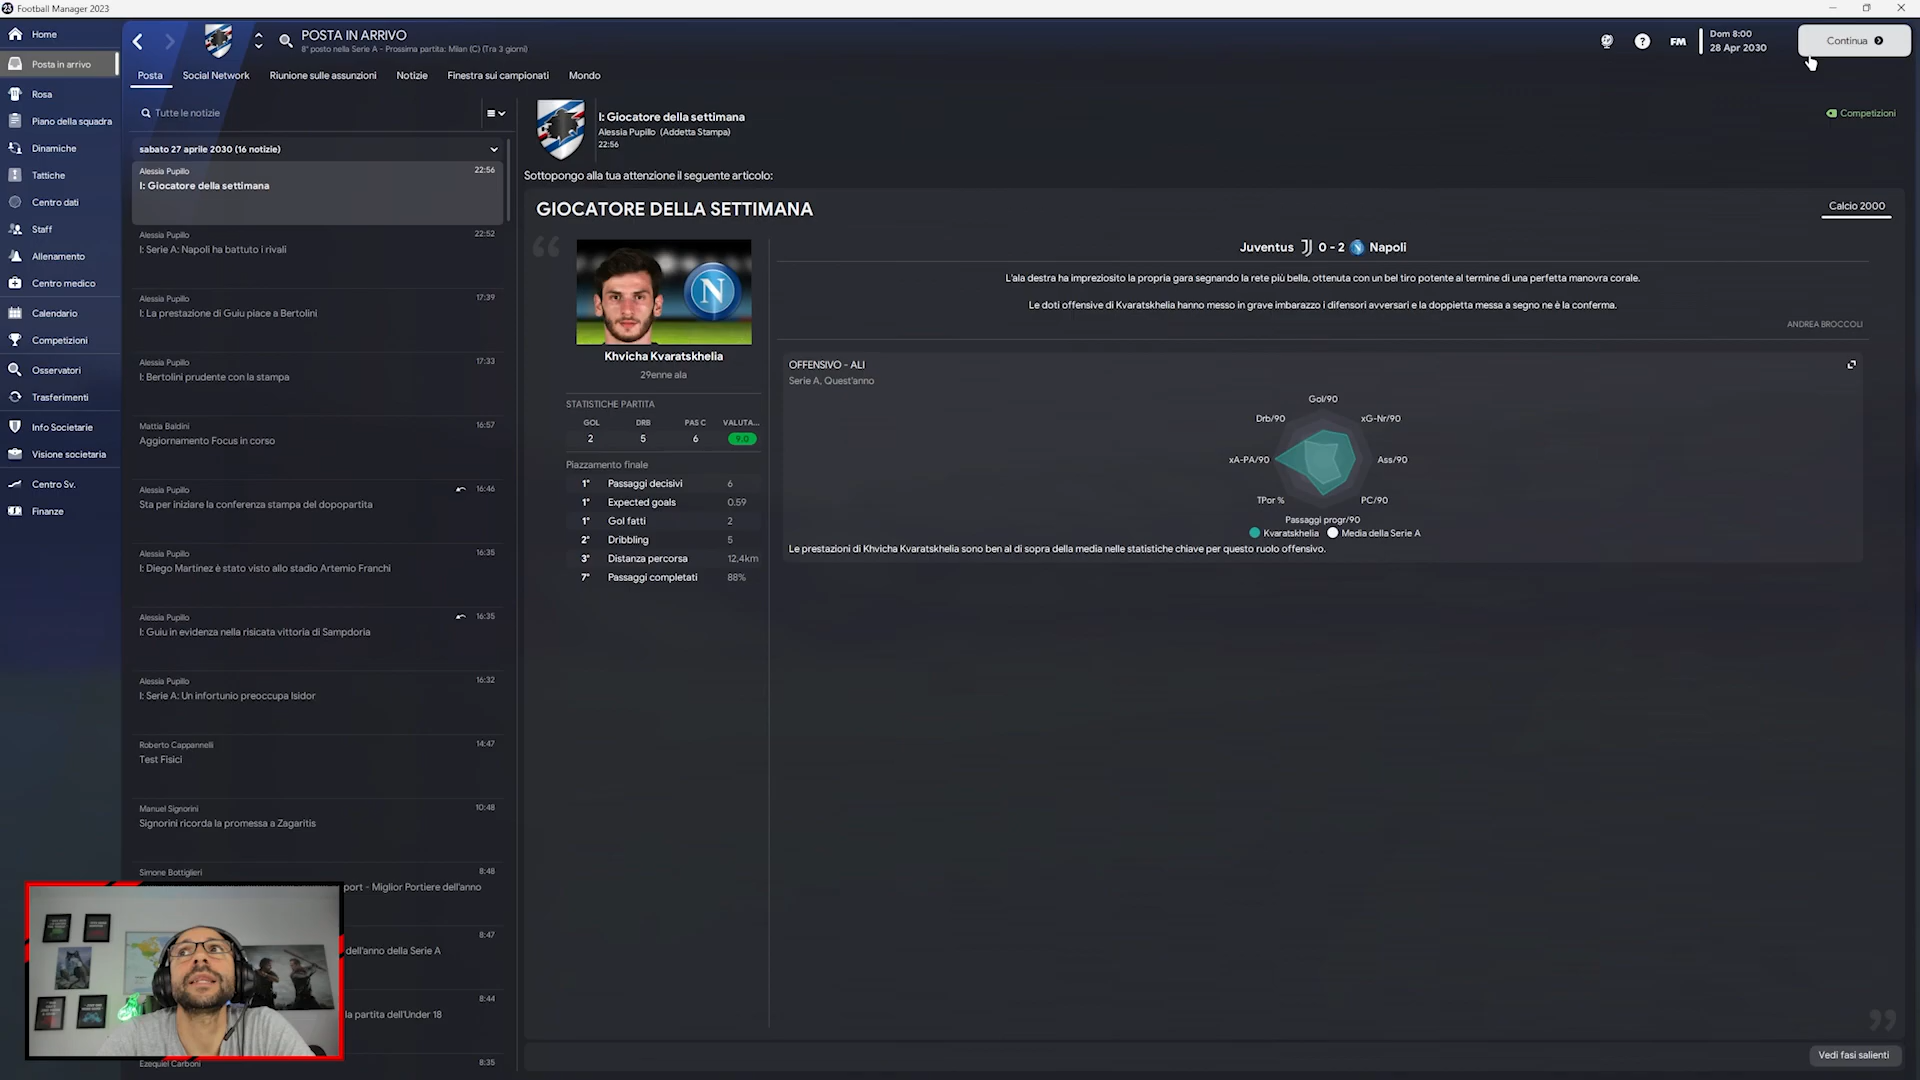 Football Manager 2023
Home
Posta in arrivo
Rosa
Piano della squadra
Dinamiche
Tattiche
Centro dati
Staff
Allenamento
Centro medico
Calendario
Competizioni
Osservatori
Trasferimenti
Info Societarie
Visione societaria
Centro Sv.
Finanze
POSTA IN ARRIVO
8° posto nella Serie A - Prossima partita: Milan (C) (Tra 3 giorni)
FM
Dom 8:00
28 Apr 2030
Continua
Posta Social Network Riunione sulle assunzioni Notizie Finestra sui campionati Mondo
Tutte le notizie
sabato 27 aprile 2030 (16 notizie)
Alessia Pupillo 22:56
I: Giocatore della settimana
Alessia Pupillo 22:52
I: Serie A: Napoli ha battuto i rivali
Alessia Pupillo 17:39
I: La prestazione di Guiu piace a Bertolini
Alessia Pupillo 17:33
I: Bertolini prudente con la stampa
Mattia Baldini 16:57
Aggiornamento Focus in corso
Alessia Pupillo 16:46
Sta per iniziare la conferenza stampa del dopopartita
Alessia Pupillo 16:35
I: Diego Martínez è stato visto allo stadio Artemio Franchi
Alessia Pupillo 16:35
I: Guiu in evidenza nella risicata vittoria di Sampdoria
Alessia Pupillo 16:32
I: Serie A: Un infortunio preoccupa Isidor
Roberto Cappannelli 14:47
Test Fisici
Manuel Signorini 10:48
Signorini ricorda la promessa a Zagaritis
Simone Bottiglieri 8:48
port - Miglior Portiere dell'anno
8:47
dell'anno della Serie A
8:44
la partita dell'Under 18
Ezequiel Carboni 8:35
I: Giocatore della settimana
Alessia Pupillo (Addetta Stampa)
22:56
Competizioni
Sottopongo alla tua attenzione il seguente articolo:
GIOCATORE DELLA SETTIMANA
Calcio 2000
N
Khvicha Kvaratskhelia
29enne ala
STATISTICHE PARTITA
GOL DRB PAS C VALUTA...
2 5 6 9.0
Piazzamento finale
1° Passaggi decisivi 6
1° Expected goals 0.59
1° Gol fatti 2
2° Dribbling 5
3° Distanza percorsa 12.4km
7° Passaggi completati 88%
Juventus 0 - 2 Napoli
L'ala destra ha impreziosito la propria gara segnando la rete più bella, ottenuta con un bel tiro potente al termine di una perfetta manovra corale.
Le doti offensive di Kvaratskhelia hanno messo in grave imbarazzo i difensori avversari e la doppietta messa a segno ne è la conferma.
ANDREA BROCCOLI
OFFENSIVO - ALI
Serie A, Quest'anno
Gol/90
Drb/90 xG-Nr/90
xA-PA/90 Ass/90
TPor % PC/90
Passaggi progr/90
Kvaratskhelia Media della Serie A
Le prestazioni di Khvicha Kvaratskhelia sono ben al di sopra della media nelle statistiche chiave per questo ruolo offensivo.
Vedi fasi salienti